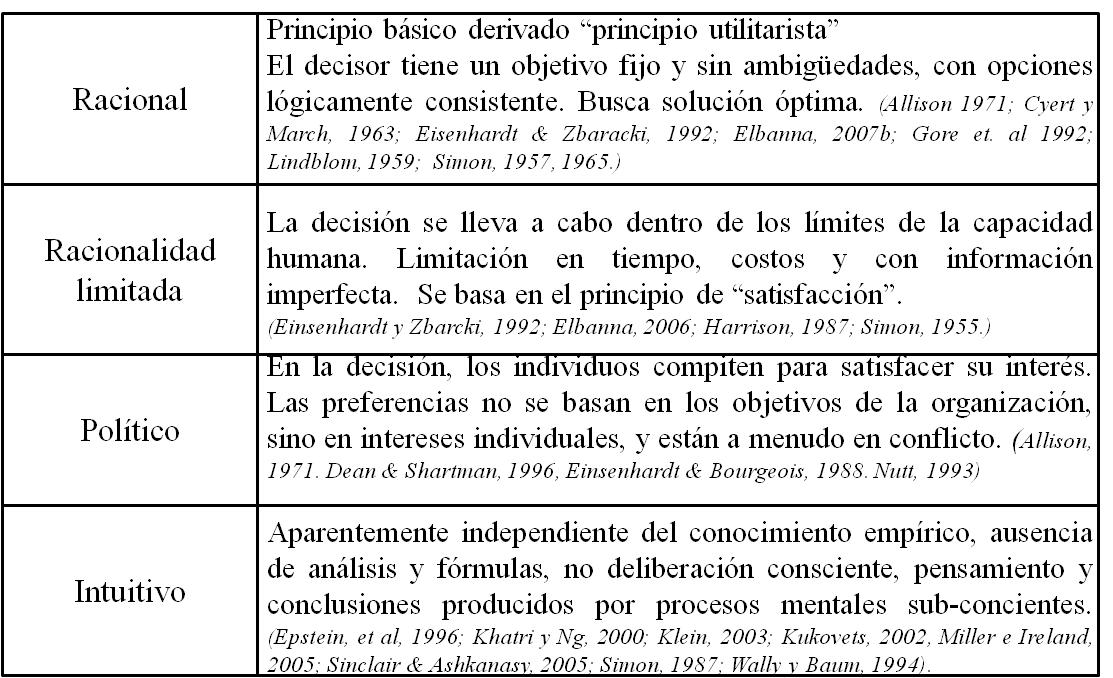 Racional
Principio básico derivado “principio utilitarista”
El decisor tiene un objetivo fijo y sin ambigüedades, con opciones
lógicamente consistente. Busca solución óptima. (Allison 1971; Cyert y
March, 1963; Eisenhardt & Zbaracki, 1992; Elbanna, 2007b; Gore et. al 1992;
Lindblom, 1959; Simon, 1957, 1965.)
Racionalidad
limitada
La decisión se lleva a cabo dentro de los límites de la capacidad
humana. Limitación en tiempo, costos y con información
imperfecta. Se basa en el principio de “satisfacción”.
(Einsenhardt y Zbarcki, 1992; Elbanna, 2006; Harrison, 1987; Simon, 1955.)
Político
En la decisión, los individuos compiten para satisfacer su interés.
Las preferencias no se basan en los objetivos de la organización,
sino en intereses individuales, y están a menudo en conflicto. (Allison,
1971. Dean & Shartman, 1996, Einsenhardt & Bourgeois, 1988. Nutt, 1993)
Intuitivo
Aparentemente independiente del conocimiento empírico, ausencia
de análisis y fórmulas, no deliberación consciente, pensamiento y
conclusiones producidos por procesos mentales sub-concientes.
(Epstein, et al, 1996; Khatri y Ng, 2000; Klein, 2003; Kukovets, 2002, Miller e Ireland,
2005; Sinclair & Ashkanasy, 2005; Simon, 1987; Wally y Baum, 1994).